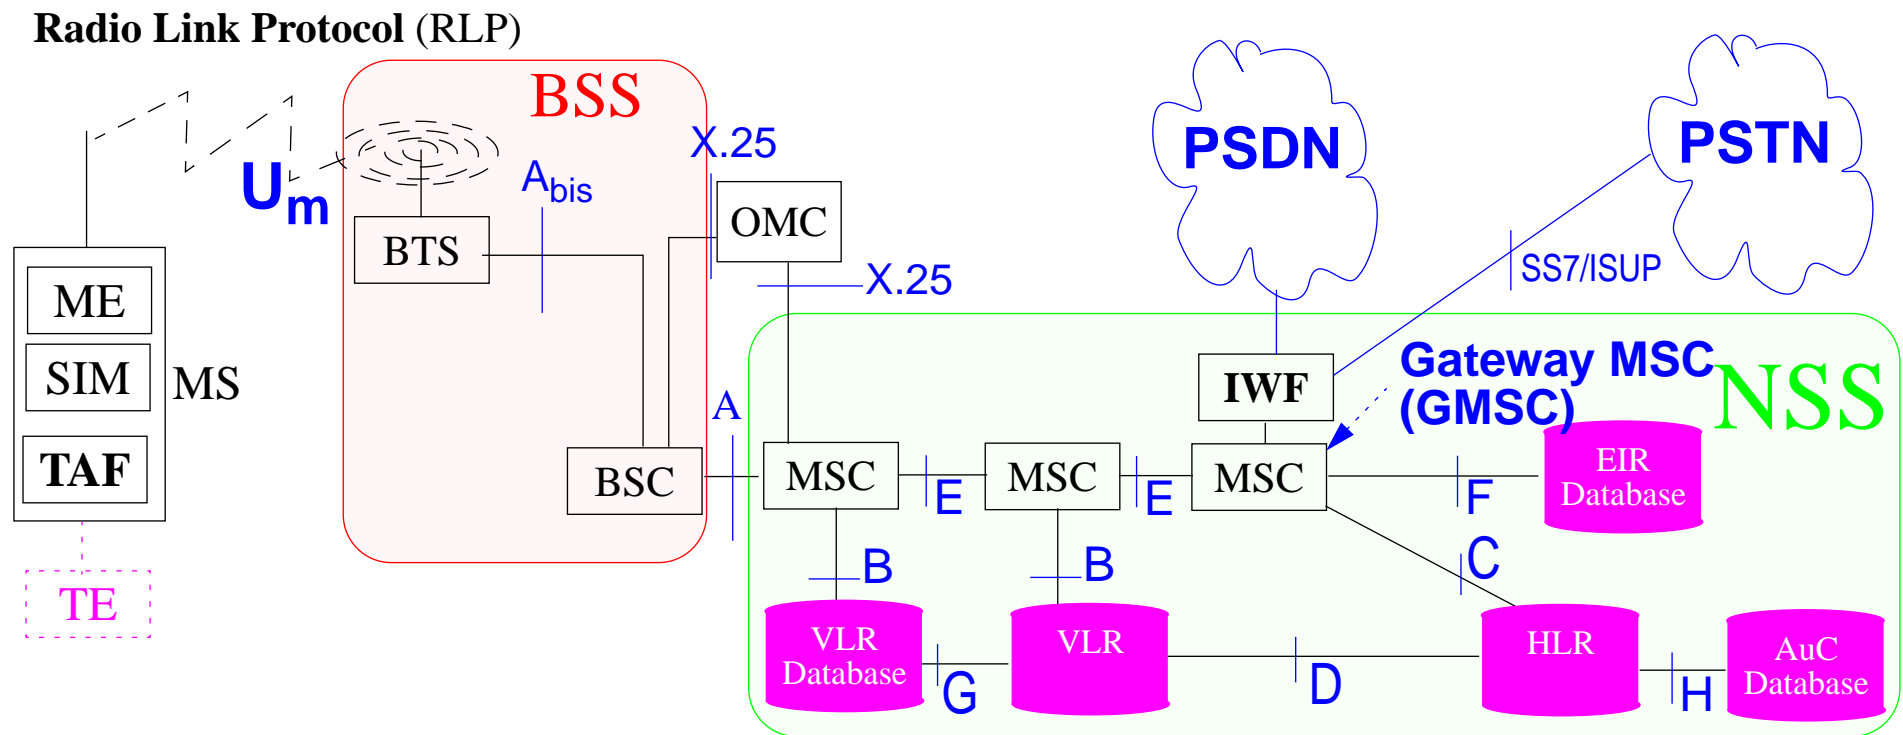 Radio Link Protocol (RLP)
BSS
X.25
PSDN
PSTN
Um
Abis
BTS
OMC
X.25
SS7/ISUP
ME
SIM
MS
TAF
TE
A
BSC
MSC
E
MSC
E
MSC
IWF
Gateway MSC
(GMSC)
NSS
F
EIR
Database
B
B
C
VLR
Database
G
VLR
D
HLR
H
AuC
Database